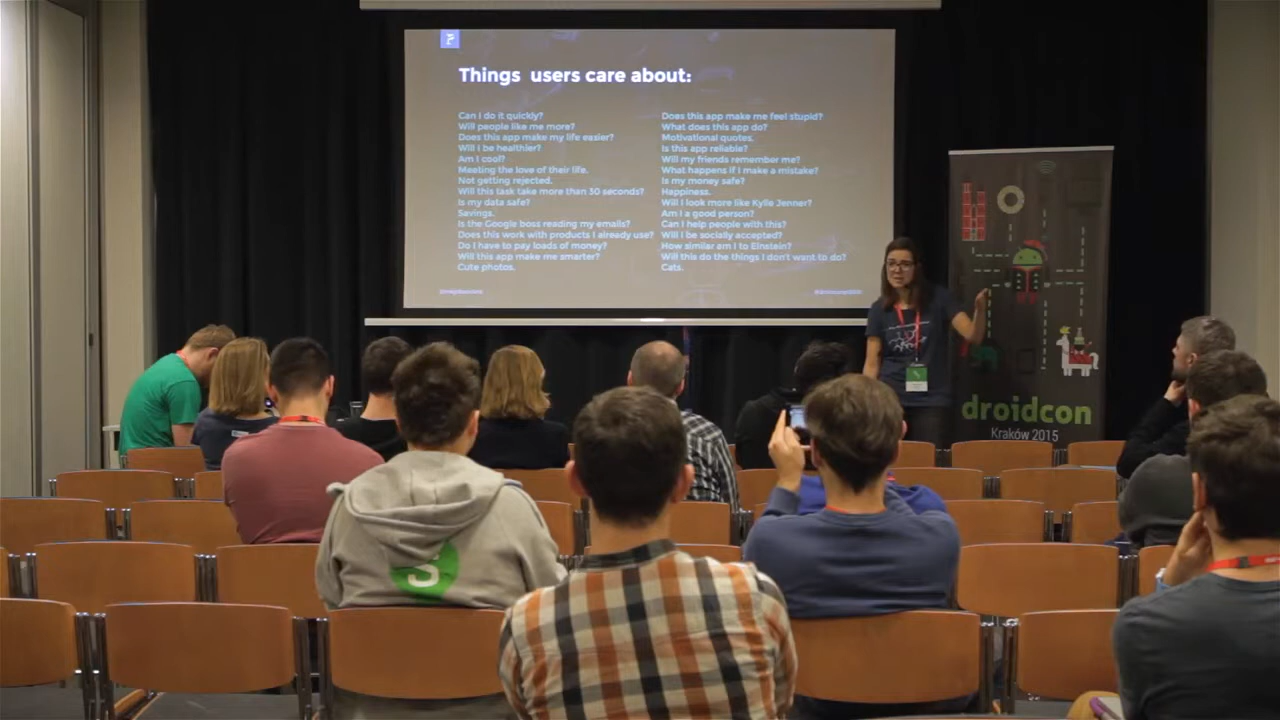 Things users care about:
Can I do it quickly?
Will people like me more?
Does this app make my life easier?
Will I be healthier?
Am I cool?
Meeting the love of their life.
Not getting rejected.
Will this task take more than 30 seconds?
Is my data safe?
Savings.
Is the Google boss reading my emails?
Does this work with products I already use?
Do I have to pay loads of money?
Will this app make me smarter?
Cute photos.
Does this app make me feel stupid?
What does this app do?
Motivational quotes.
Is this app reliable?
Will my friends remember me?
What happens if I make a mistake?
Is my money safe?
Happiness.
Will I look more like Kylie Jenner?
Am I a good person?
Can I help people with this?
Will I be socially accepted?
How similar am I to Einstein?
Will this do the things I don't want to do?
Cats.
droidcon
Kraków 2015
S